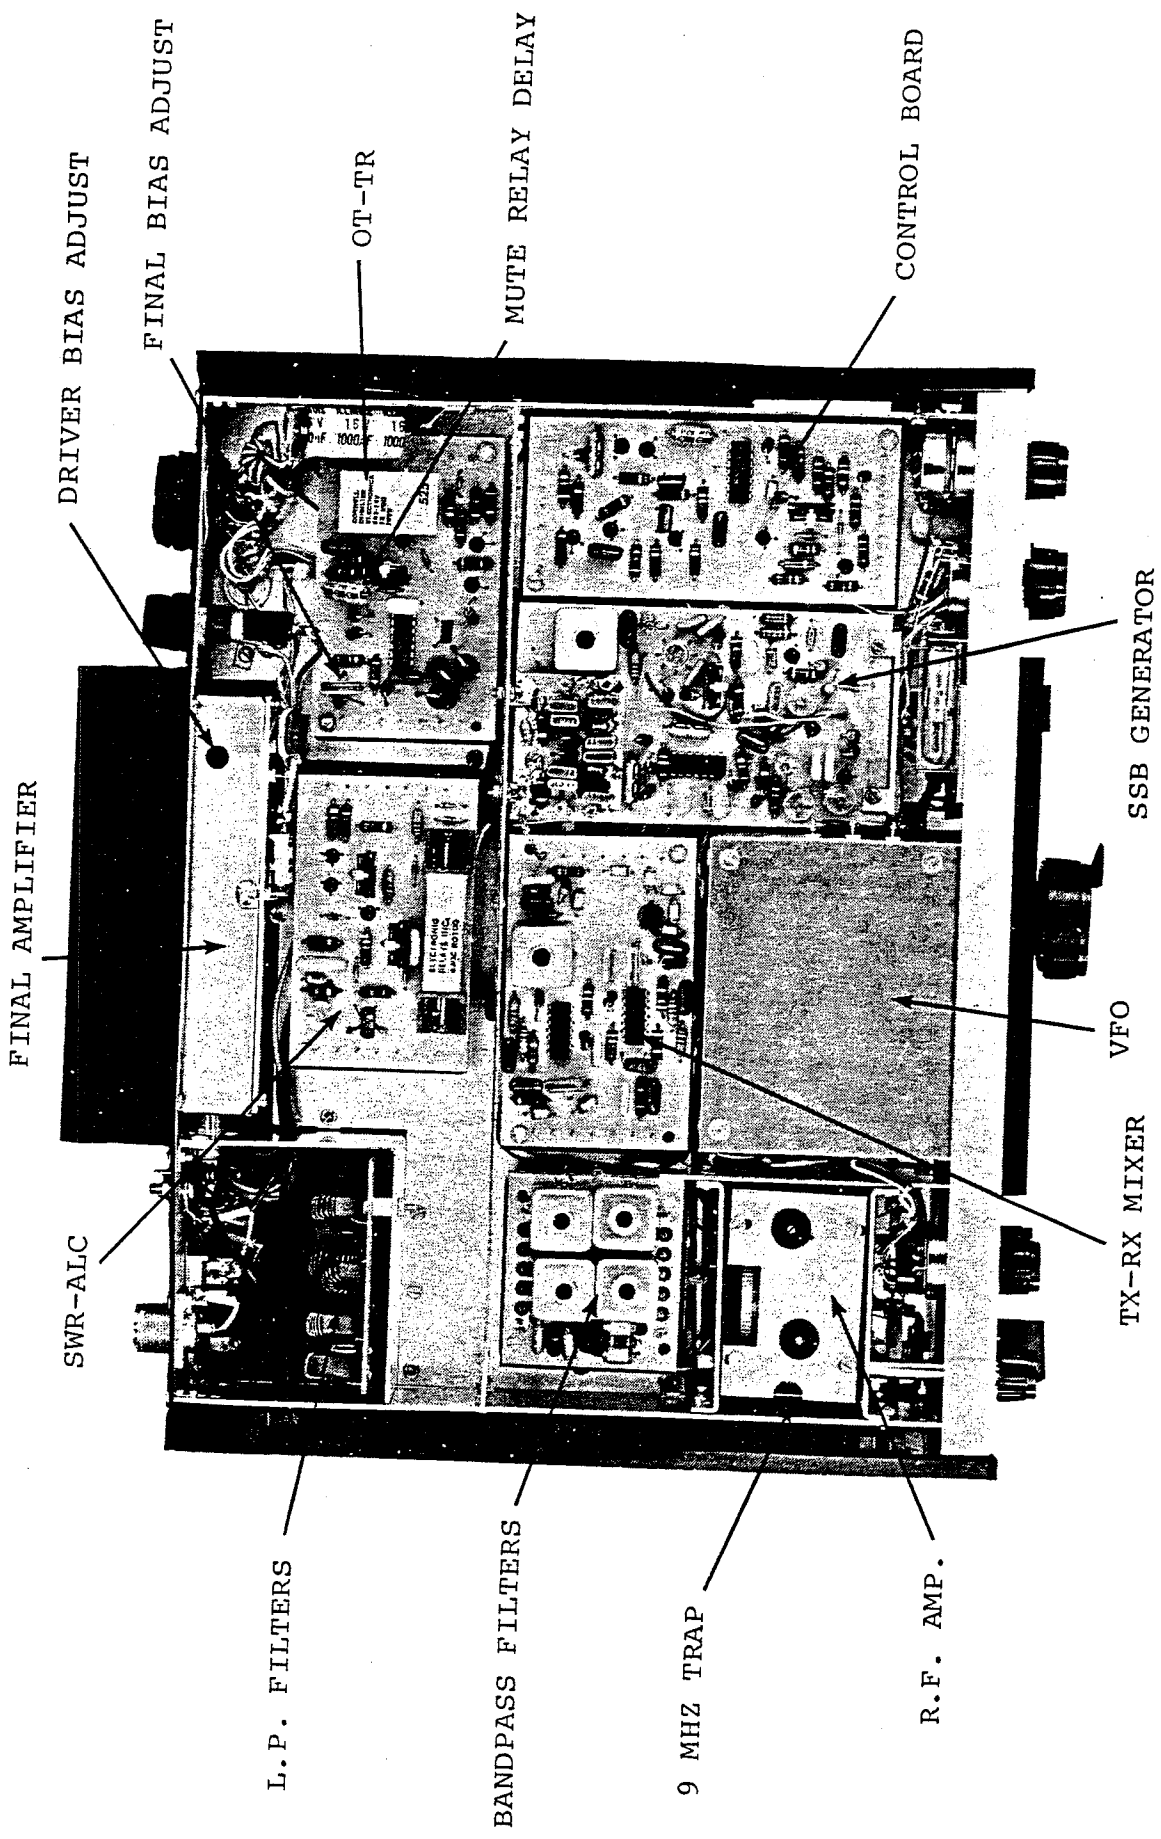 FINAL AMPLIFIER
DRIVER BIAS ADJUST
FINAL BIAS ADJUST
SWR-ALC
OT-TR
MUTE RELAY DELAY
L.P. FILTERS
BANDPASS FILTERS
9 MHZ TRAP
R.F. AMP.
TX-RX MIXER
VFO
SSB GENERATOR
CONTROL BOARD
ELECTRONIC